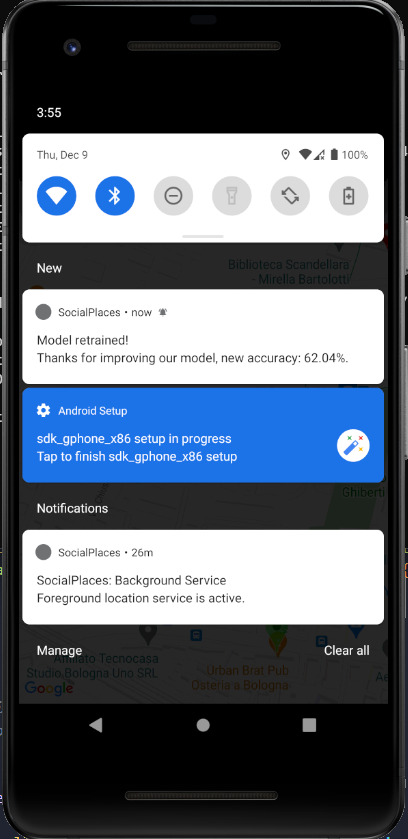 3:55
Thu, Dec 9
100%
Biblioteca Scandellara
- Mirella Bartolotti
New
SocialPlaces • now
Model retrained!
Thanks for improving our model, new accuracy: 62.04%.
Android Setup
sdk_gphone_x86 setup in progress
Tap to finish sdk_gphone_x86 setup
Ghiberti
Notifications
SocialPlaces • 26m
SocialPlaces: Background Service
Foreground location service is active.
Manage
Clear all
Affiliato Tecnocasa
Studio Bologna Uno SRL
Urban Brat Pub
Osteria a Bologna
Google